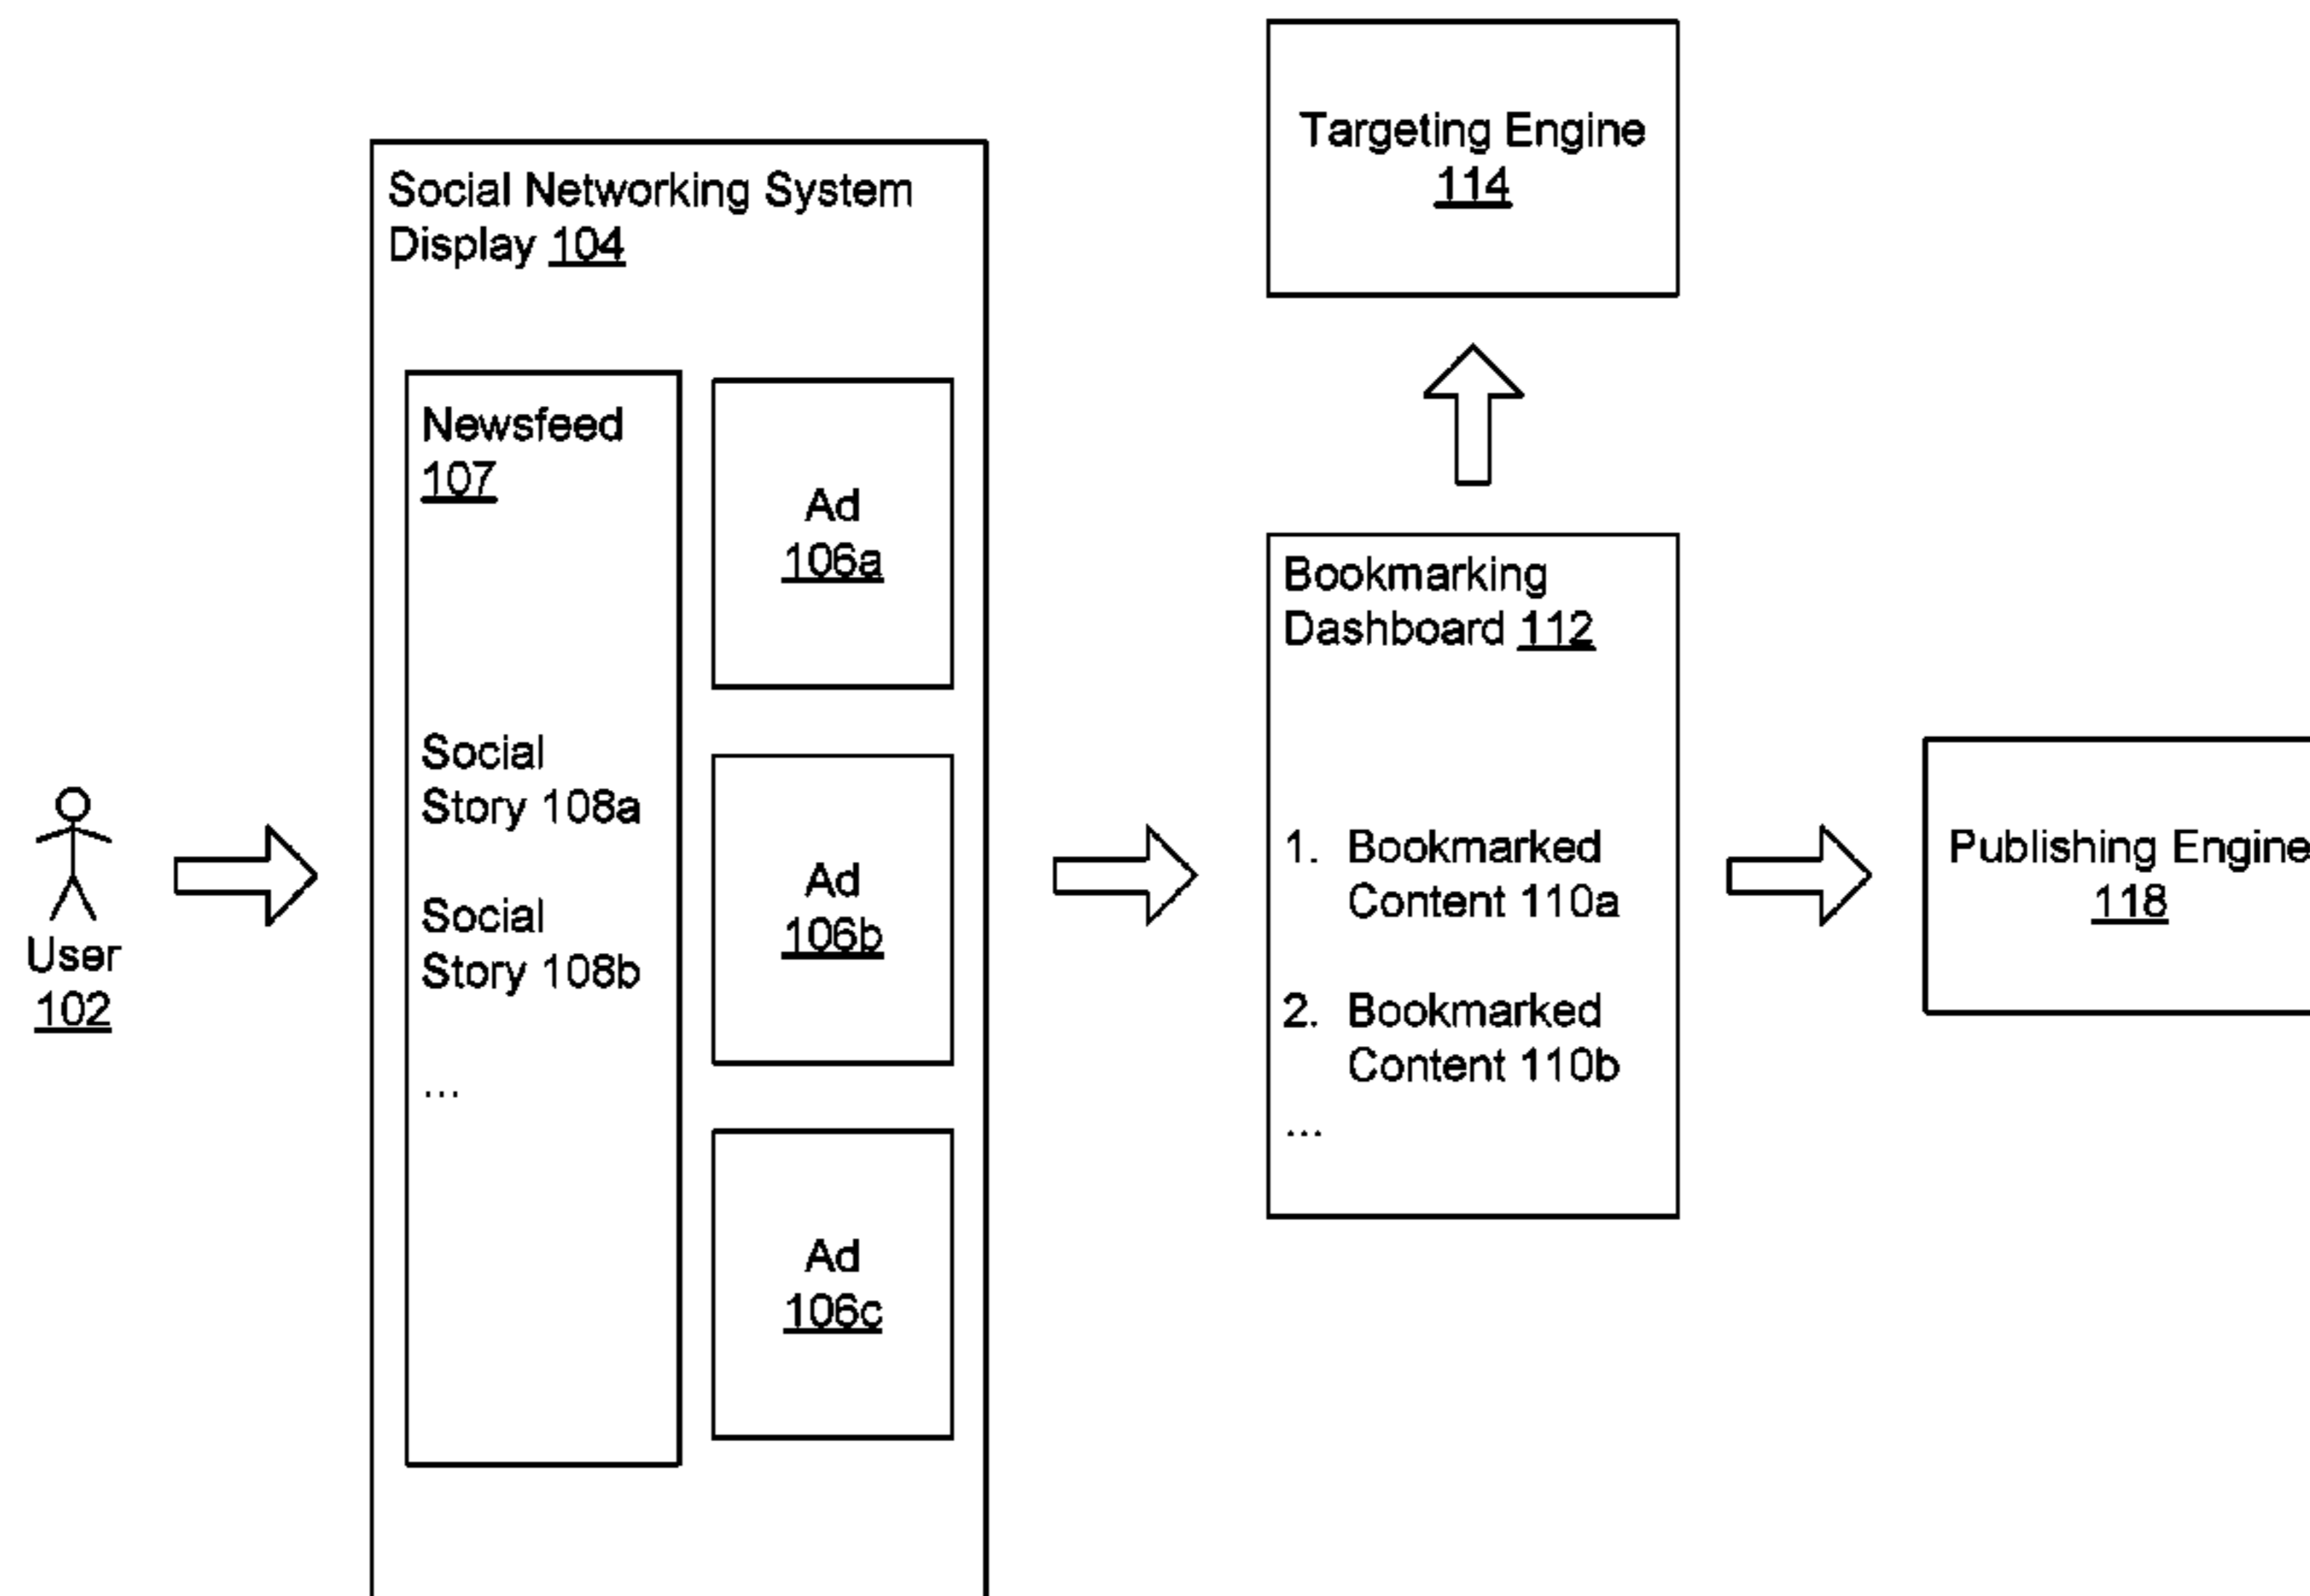 User
102
Social Networking System
Display 104
Newsfeed
107
Social
Story 108a
Social
Story 108b
...
Ad
106a
Ad
106b
Ad
106c
Targeting Engine
114
Bookmarking
Dashboard 112
1. Bookmarked
Content 110a
2. Bookmarked
Content 110b
...
Publishing Engine
118